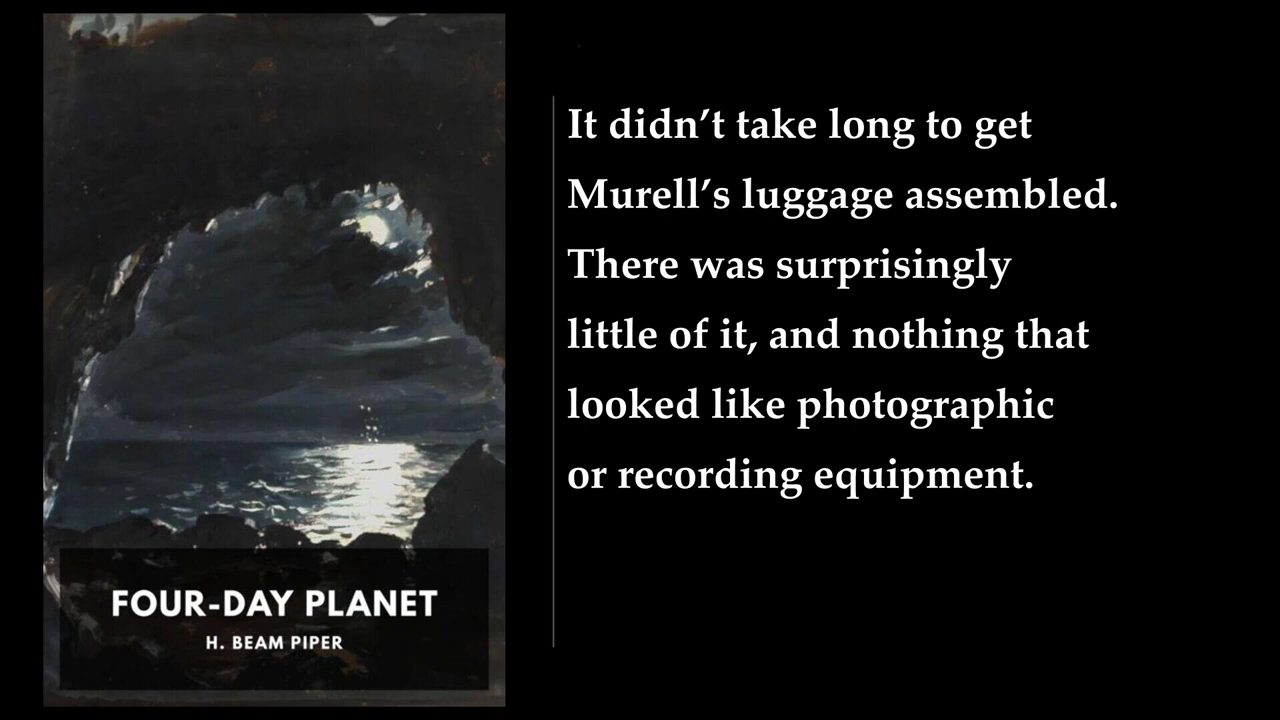 FOUR-DAY PLANET
H. BEAM PIPER
It didn’t take long to get
Murell’s luggage assembled.
There was surprisingly
little of it, and nothing that
looked like photographic
or recording equipment.